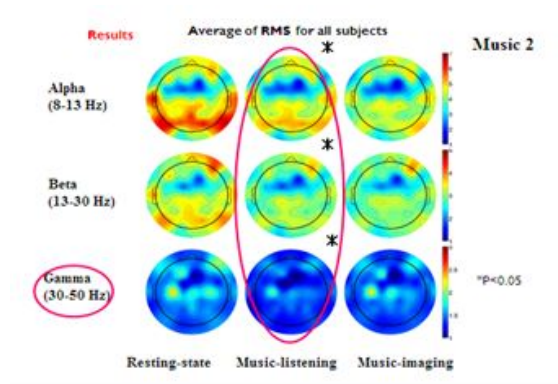 Results
Average of RMS for all subjects
Music 2
*
Alpha
(8-13 Hz)
*
Beta
(13-30 Hz)
*
Gamma
(30-50 Hz)
*P<0.05
Resting-state Music-listening Music-imaging